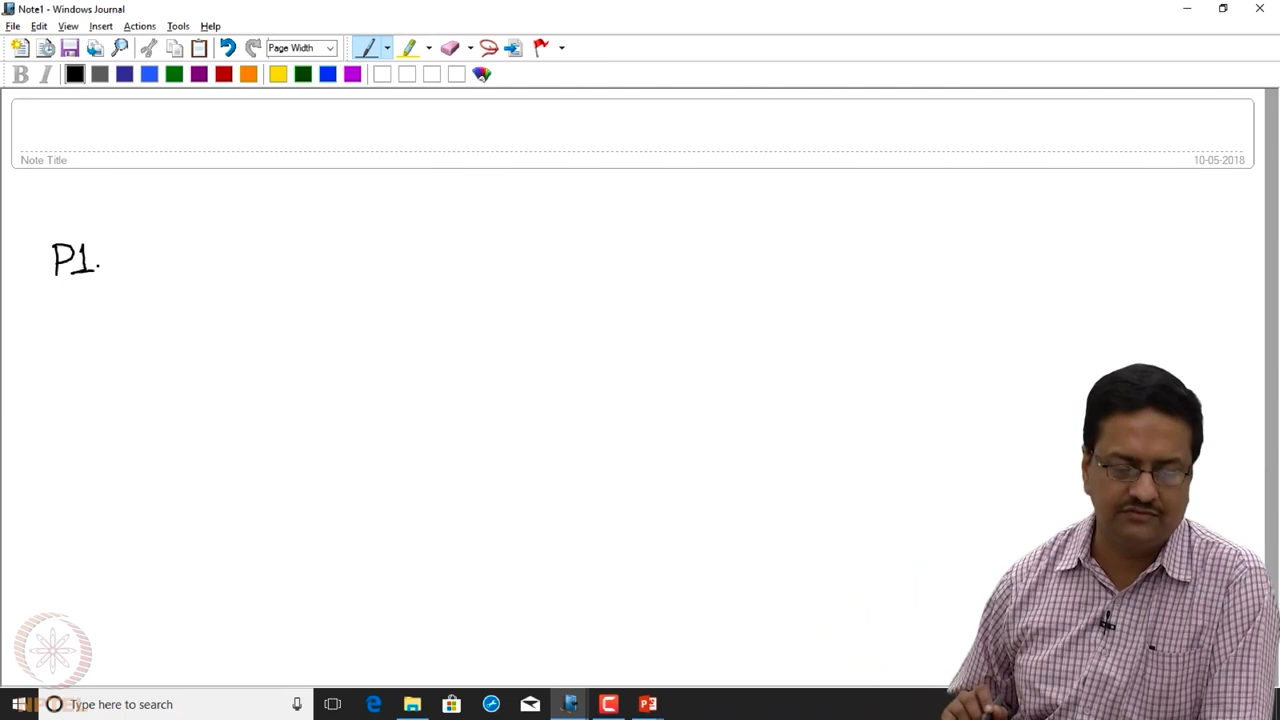 Note1 - Windows Journal
File Edit View Insert Actions Tools Help
Page Width
B I
Note Title
10-05-2018
P1.
Type here to search